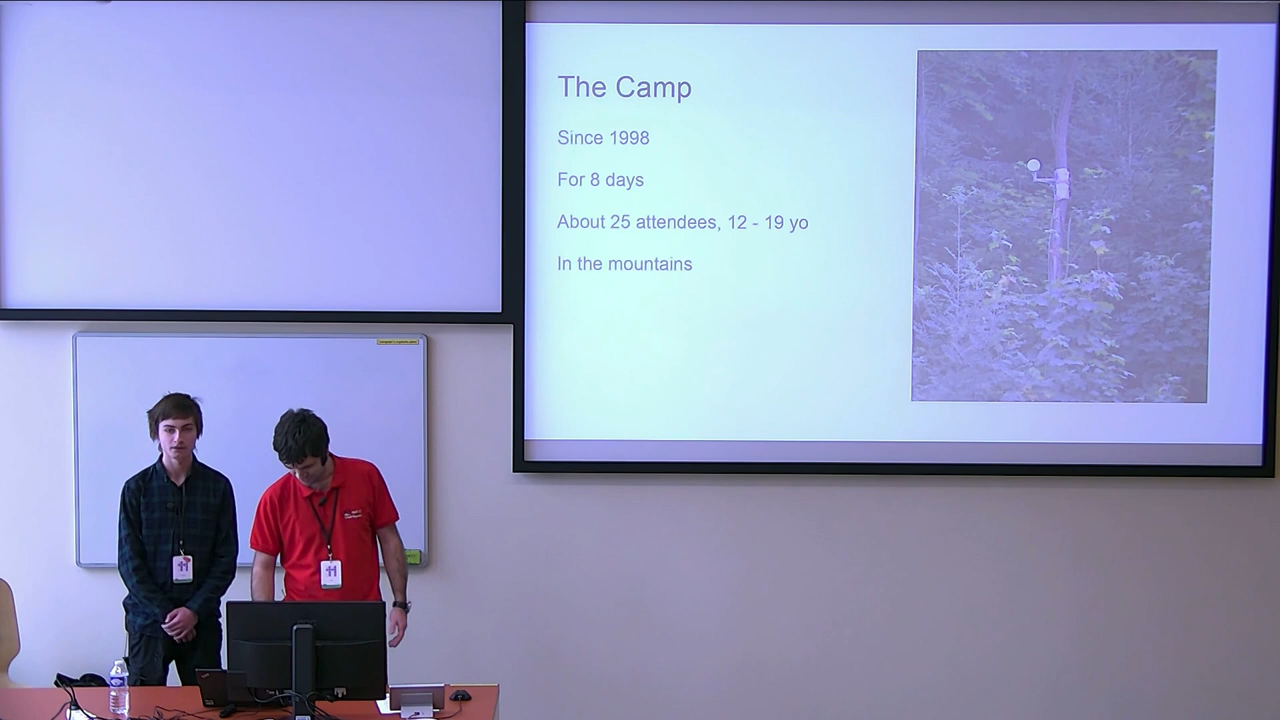 The Camp
Since 1998
For 8 days
About 25 attendees, 12 - 19 yo
In the mountains